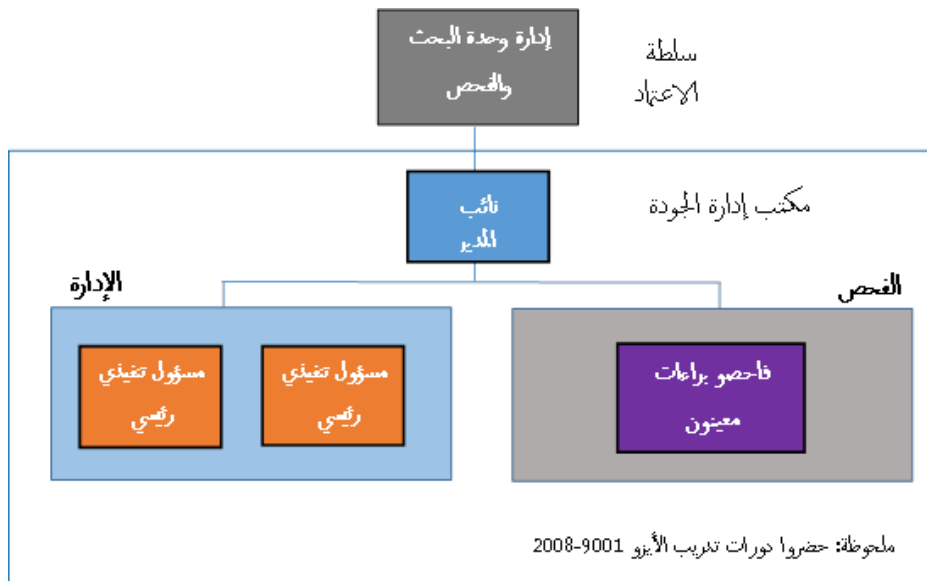 إدارة وحدة البحث
والفحص
سلطة
الاعتماد
نائب
المدير
مكتب إدارة الجودة
الفحص
الإدارة
فاحصو براءات
معينون
مسؤول تنفيذي
رئيسي
مسؤول تنفيذي
رئيسي
ملحوظة: حضروا دورات تدريب الأيزو 9001-2008